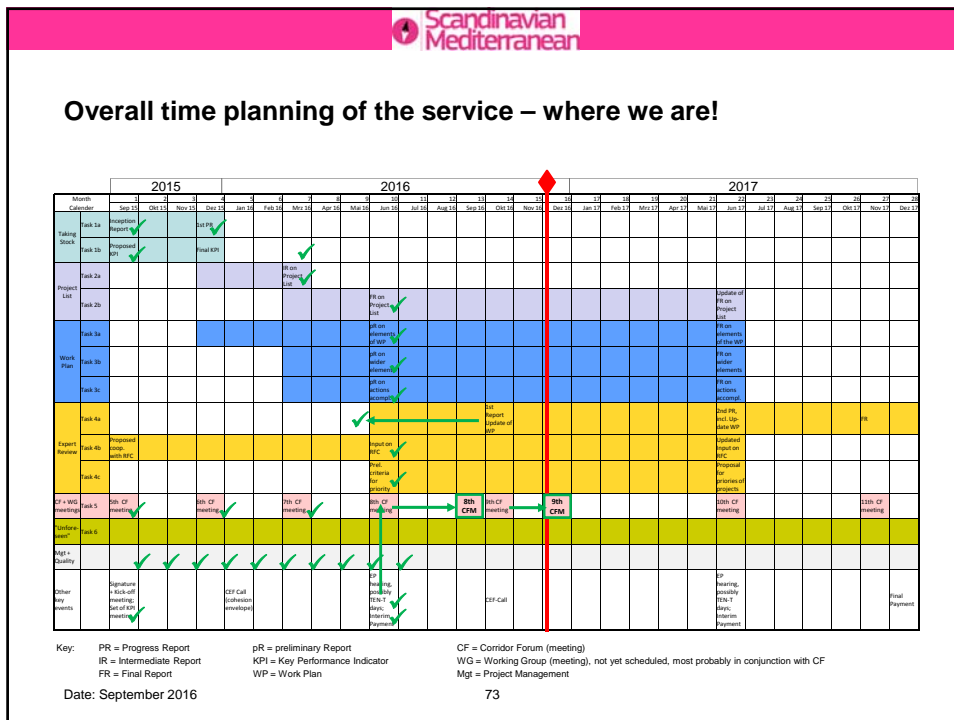 Scandinavian
Mediterranean
Overall time planning of the service – where we are!
2015 2016 2017
Month 1 2 3 4 5 6 7 8 9 10 11 12 13 14 15 16 17 18 19 20 21 22 23 24 25 26 27 28
Calender Sep 15 Okt 15 Nov 15 Dez 15 Jan 16 Feb 16 Mrz 16 Apr 16 Mai 16 Jun 16 Jul 16 Aug 16 Sep 16 Okt 16 Nov 16 Dez 16 Jan 17 Feb 17 Mrz 17 Apr 17 Mai 17 Jun 17 Jul 17 Aug 17 Sep 17 Okt 17 Nov 17 Dez 17
Taking
Stock
Task 1a
Inception
Report
1st PR
Task 1b
Proposed
KPI
Final KPI
Project
List
Task 2a
IR on
Project
List
Task 2b
FR on
Project
List
Update of
FR on
Project
List
Work
Plan
Task 3a
pR on
elements
of WP
FR on
elements
of the WP
Task 3b
pR on
wider
elements
FR on
wider
elements
Task 3c
pR on
actions
acompl.
FR on
actions
accompl.
Expert
Review
Task 4a
1st
Report
Update of
WP
2nd PR,
incl. Up-
date WP
FR
Task 4b
Proposed
coop.
with RFC
Input on
RFC
Updated
Input on
RFC
Task 4c
Prel.
criteria
for
priority
Proposal
for
priories of
projects
CF + WG
meetings
Task 5
5th CF
meeting
6th CF
meeting
7th CF
meeting
8th CF
meeting
8th
CFM
9th CF
meeting
9th
CFM
10th CF
meeting
11th CF
meeting
"Unfore-
seen"
Task 6
Mgt +
Quality
Other
key
events
Signature
+ Kick-off
meeting;
Set of KPI
meeting
CEF Call
(cohesion
envelope)
EP
hearing,
possibly
TEN-T
days;
Interim
Payment
CEF-Call
EP
hearing,
possibly
TEN-T
days;
Interim
Payment
Final
Payment
Key: PR = Progress Report pR = preliminary Report CF = Corridor Forum (meeting)
IR = Intermediate Report KPI = Key Performance Indicator WG = Working Group (meeting), not yet scheduled, most probably in conjunction with CF
FR = Final Report WP = Work Plan Mgt = Project Management
Date: September 2016 73